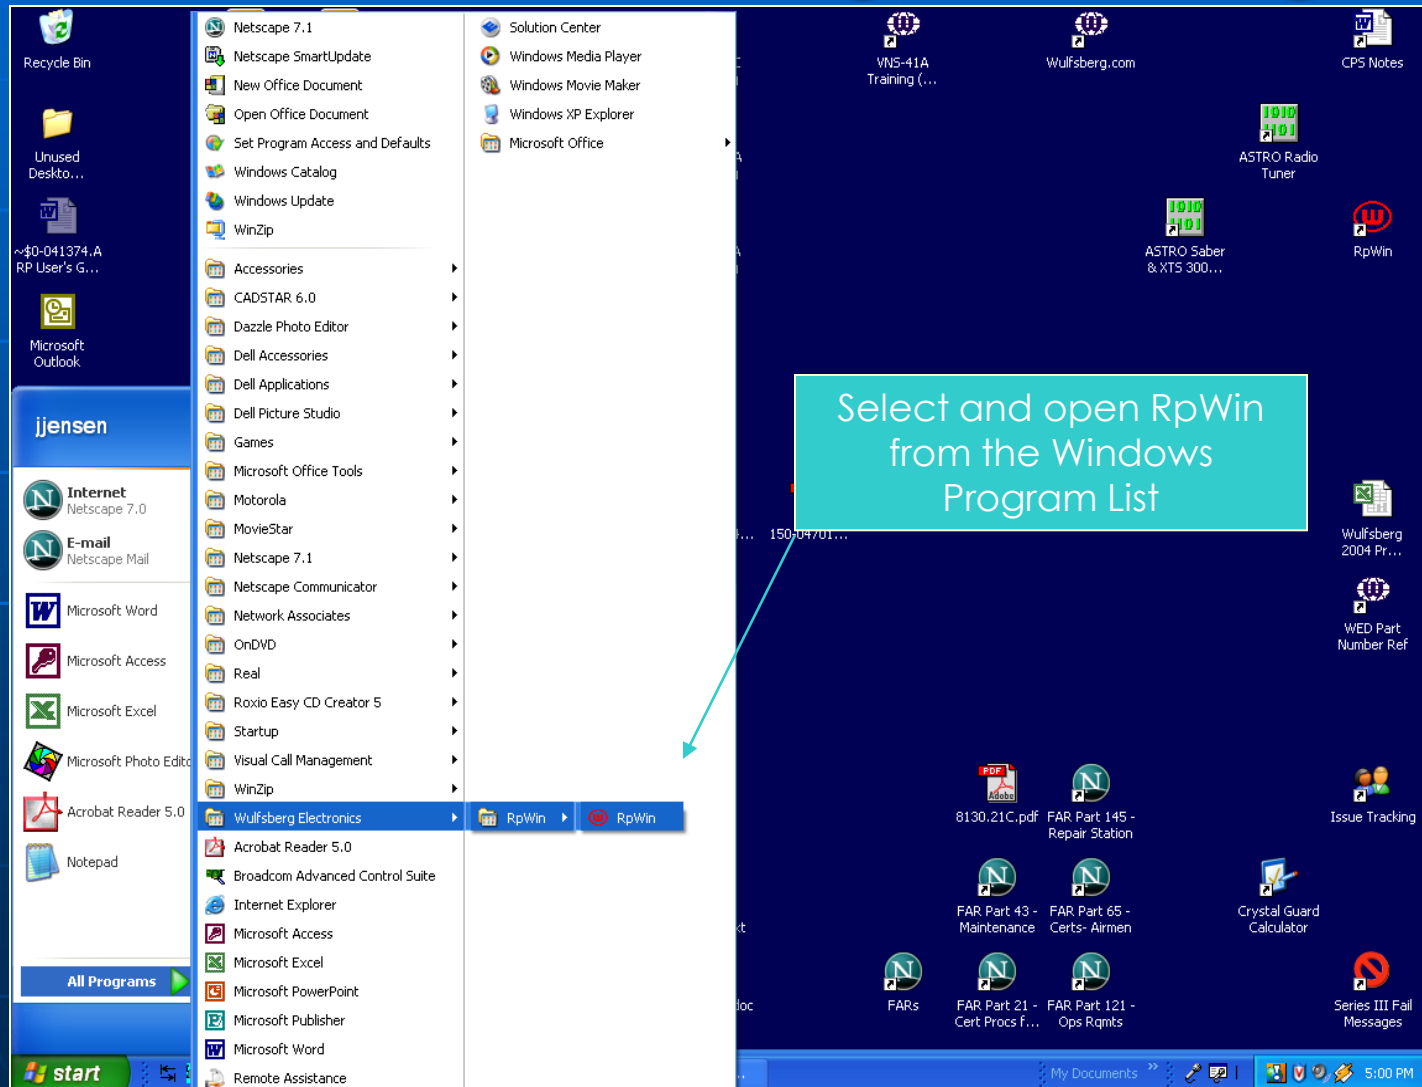 Recycle Bin
Unused
Deskto...
~$0-041374.A
RP User's G...
Microsoft
Outlook
jjensen
Internet
Netscape 7.0
E-mail
Netscape Mail
Microsoft Word
Microsoft Access
Microsoft Excel
Microsoft Photo Edito
Acrobat Reader 5.0
Notepad
All Programs
start
Netscape 7.1
Netscape SmartUpdate
New Office Document
Open Office Document
Set Program Access and Defaults
Windows Catalog
Windows Update
WinZip
Accessories
CADSTAR 6.0
Dazzle Photo Editor
Dell Accessories
Dell Applications
Dell Picture Studio
Games
Microsoft Office Tools
Motorola
MovieStar
Netscape 7.1
Netscape Communicator
Network Associates
OnDVD
Real
Roxio Easy CD Creator 5
Startup
Visual Call Management
WinZip
Wulfsberg Electronics
Acrobat Reader 5.0
Broadcom Advanced Control Suite
Internet Explorer
Microsoft Access
Microsoft Excel
Microsoft PowerPoint
Microsoft Publisher
Microsoft Word
Remote Assistance
Solution Center
Windows Media Player
Windows Movie Maker
Windows XP Explorer
Microsoft Office
RpWin
RpWin
VNS-41A
Training (...
Wulfsberg.com
CPS Notes
ASTRO Radio
Tuner
ASTRO Saber
& XTS 300...
RpWin
Select and open RpWin
from the Windows
Program List
150-04701...
Wulfsberg
2004 Pr...
WED Part
Number Ref
PDF
Adobe
8130.21C.pdf
FAR Part 145 -
Repair Station
Issue Tracking
FAR Part 43 -
Maintenance
FAR Part 65 -
Certs- Airmen
Crystal Guard
Calculator
FARs
FAR Part 21 -
Cert Procs f...
FAR Part 121 -
Ops Rqmts
Series III Fail
Messages
My Documents
5:00 PM